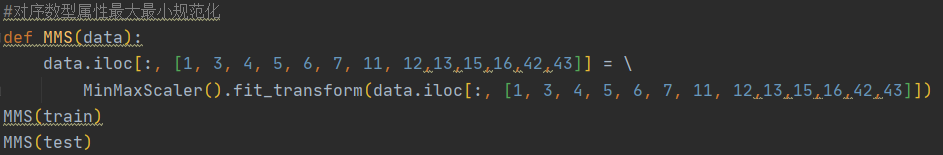 #对序数型属性最大最小规范化
def MMS(data):
    data.iloc[:, [1, 3, 4, 5, 6, 7, 11, 12,13,15,16,42,43]] = \
        MinMaxScaler().fit_transform(data.iloc[:, [1, 3, 4, 5, 6, 7, 11, 12,13,15,16,42,43]])
MMS(train)
MMS(test)